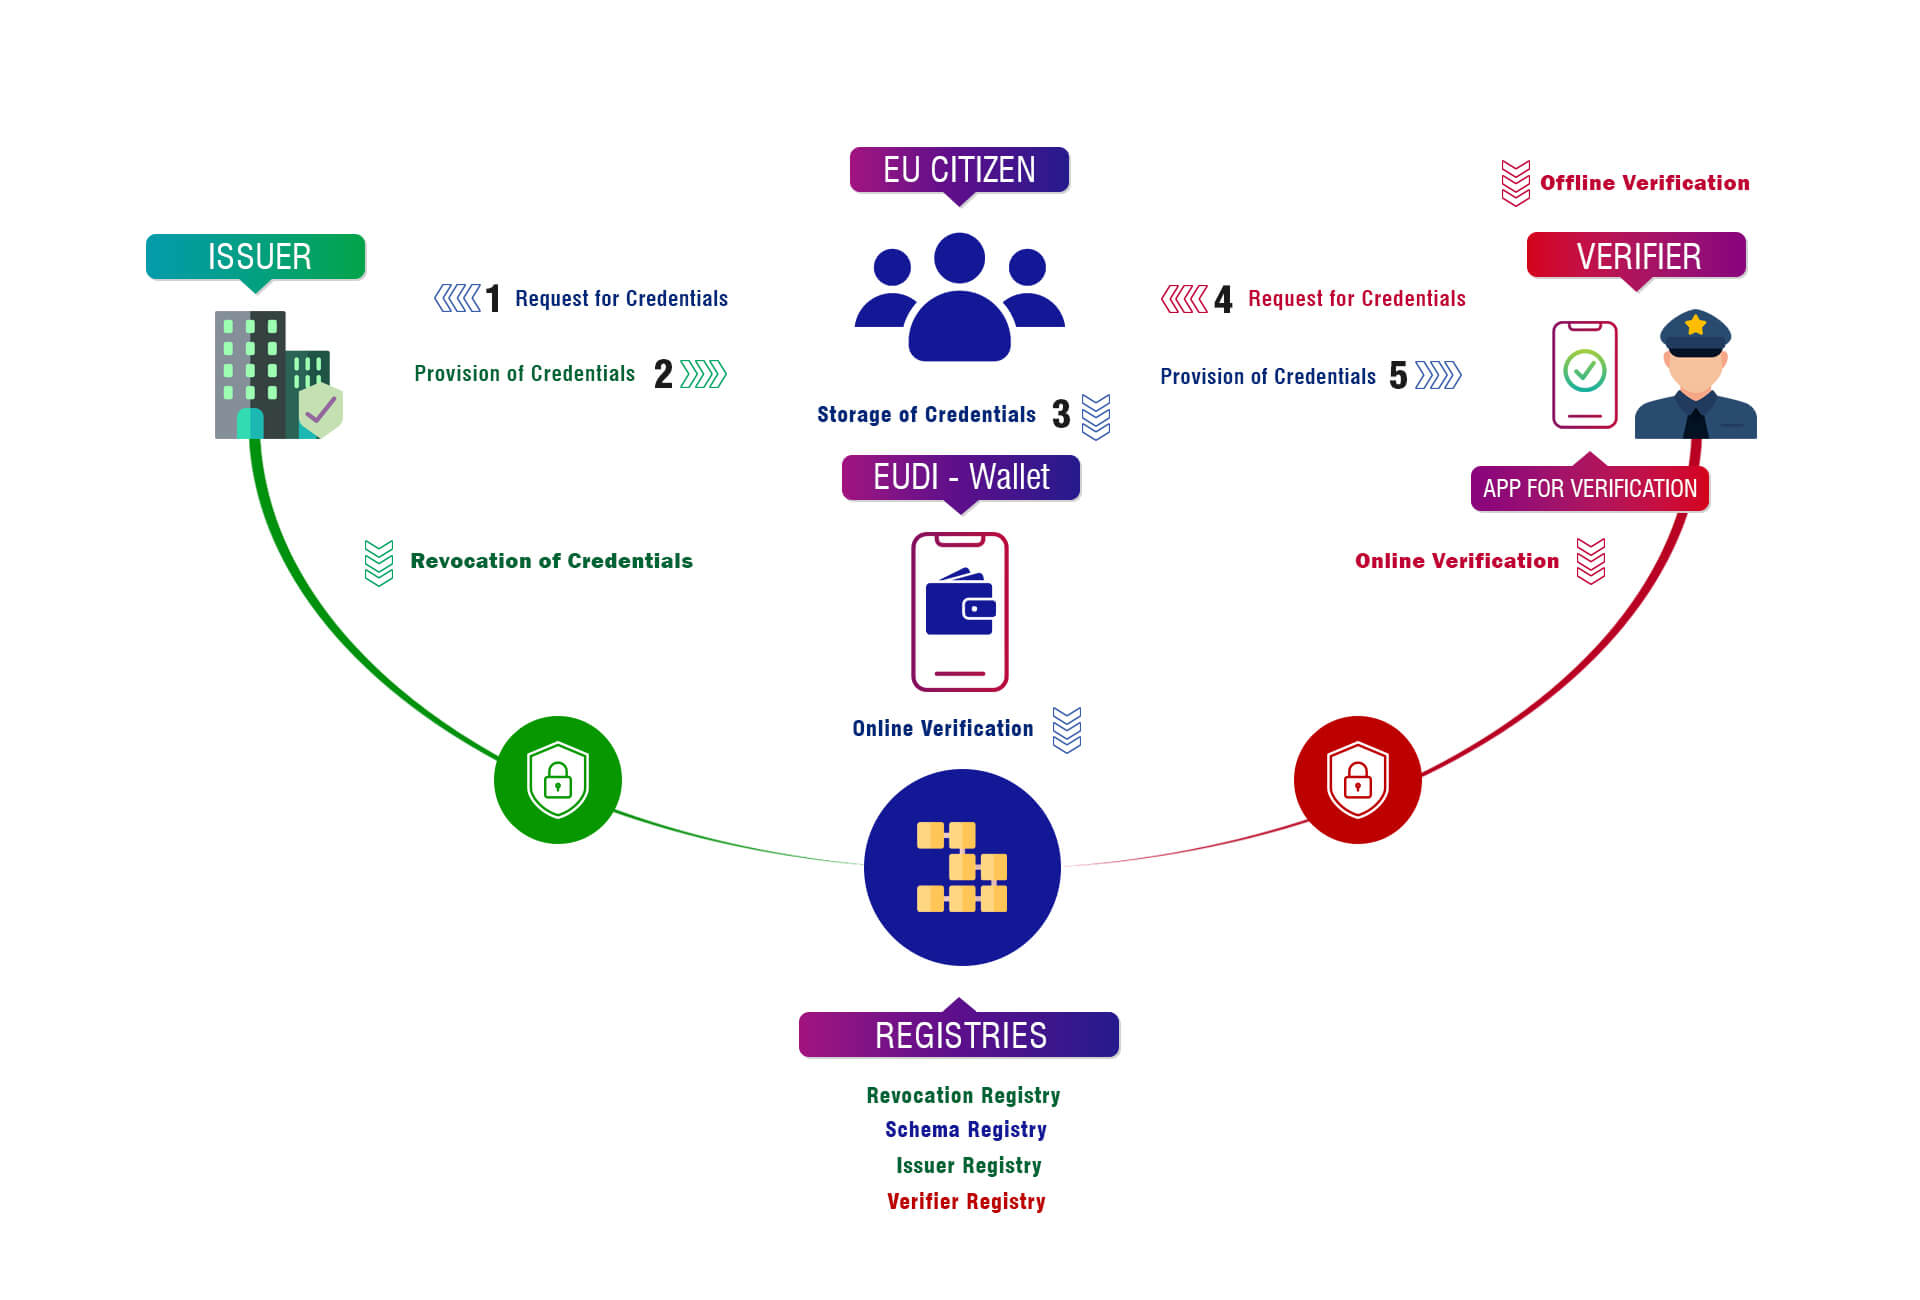 EU CITIZEN
Offline Verification
ISSUER
VERIFIER
1 Request for Credentials
4 Request for Credentials
Provision of Credentials 2
Provision of Credentials 5
Storage of Credentials 3
EUDI - Wallet
APP FOR VERIFICATION
Revocation of Credentials
Online Verification
Online Verification
REGISTRIES
Revocation Registry
Schema Registry
Issuer Registry
Verifier Registry